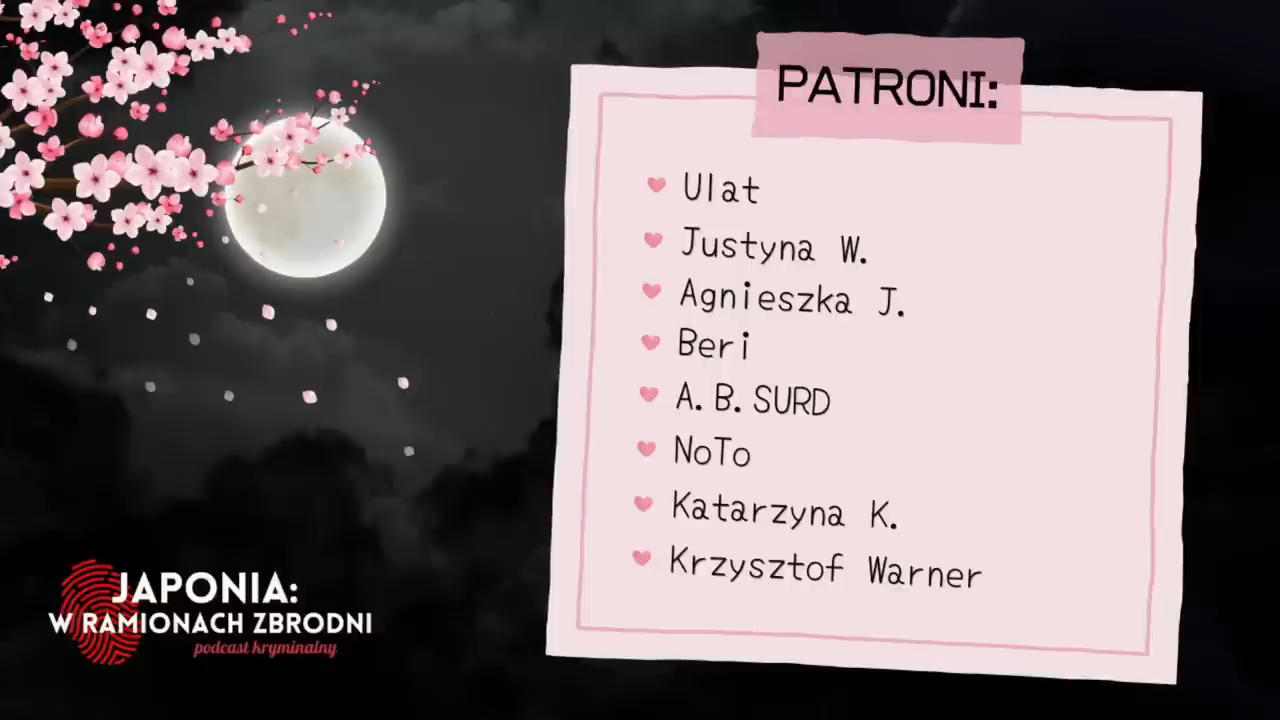 PATRONI:
Ulat
Justyna W.
Agnieszka J.
Beri
A.B.SURD
NoTo
Katarzyna K.
Krzysztof Warner
JAPONIA:
W RAMIONACH ZBRODNI
podcast kryminalny